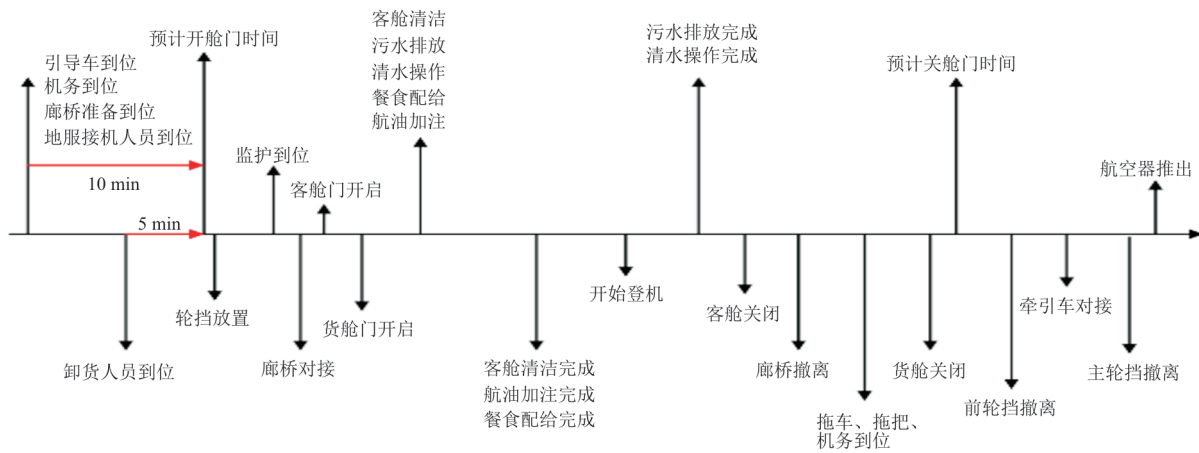 引导车到位
机务到位
廊桥准备到位
地服接机人员到位
10 min
5 min
预计开舱门时间
监护到位
客舱门开启
客舱清洁
污水排放
清水操作
餐食配给
航油加注
污水排放完成
清水操作完成
预计关舱门时间
航空器推出
卸货人员到位
轮挡放置
廊桥对接
货舱门开启
客舱清洁完成
航油加注完成
餐食配给完成
开始登机
客舱关闭
廊桥撤离
拖车、拖把、
机务到位
货舱关闭
前轮挡撤离
牵引车对接
主轮挡撤离